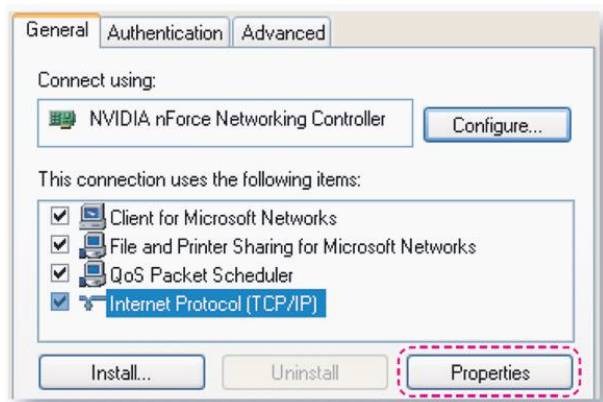 General Authentication Advanced
Connect using:
NVIDIA nForce Networking Controller Configure...
This connection uses the following items:
Client for Microsoft Networks
File and Printer Sharing for Microsoft Networks
QoS Packet Scheduler
Internet Protocol (TCP/IP)
Install... Uninstall Properties